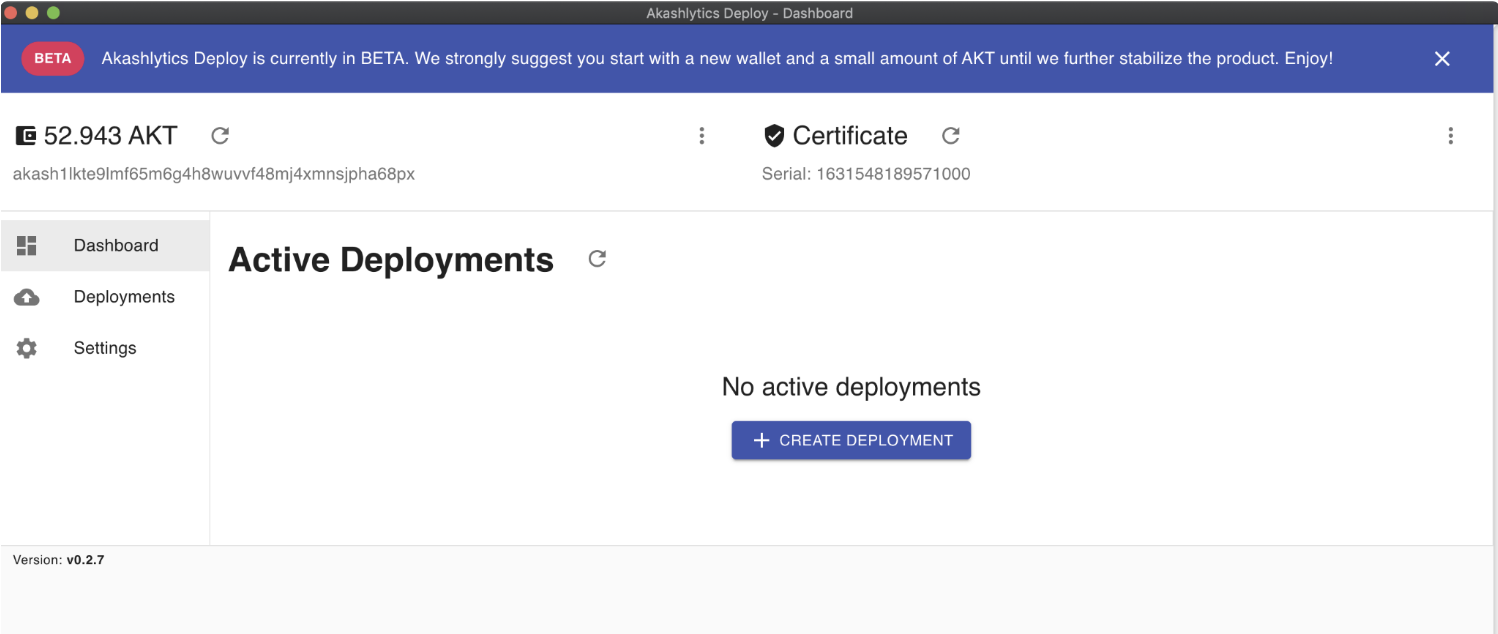 Akashlytics Deploy - Dashboard
BETA Akashlytics Deploy is currently in BETA. We strongly suggest you start with a new wallet and a small amount of AKT until we further stabilize the product. Enjoy!
52.943 AKT
akash1lkte9lmf65m6g4h8wuvvf48mj4xmnsjpha68px
Certificate
Serial: 1631548189571000
Dashboard
Deployments
Settings
Active Deployments
No active deployments
CREATE DEPLOYMENT
Version: v0.2.7